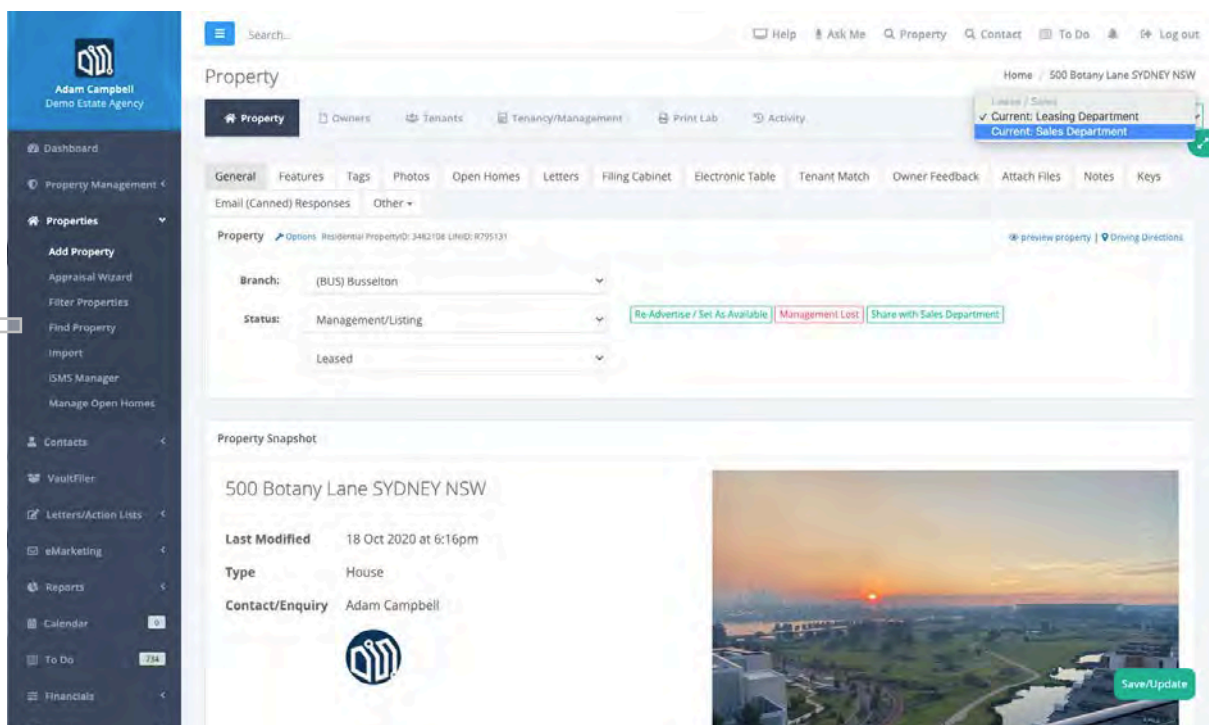 Adam Campbell
Demo Estate Agency
Dashboard
Property Management
Properties
Add Property
Appraisal Wizard
Filter Properties
Find Property
Import
iSMS Manager
Manage Open Homes
Contacts
VaultFiler
Letters/Action Lists
eMarketing
Reports
Calendar 0
To Do 734
Financials
Search...
Help Ask Me Property Contact To Do Log out
Property
Home / 500 Botany Lane SYDNEY NSW
Lease / Sales
✓ Current: Leasing Department
Current: Sales Department
Property Owners Tenants Tenancy/Management Print Lab Activity
General Features Tags Photos Open Homes Letters Filing Cabinet Electronic Table Tenant Match Owner Feedback Attach Files Notes Keys
Email (Canned) Responses Other
Property Options Residential PropertyID: 3482108 LifeID: R795131 preview property | Driving Directions
Branch: (BUS) Busselton
Status: Management/Listing Re-Advertise / Set As Available Management Lost Share with Sales Department
Leased
Property Snapshot
500 Botany Lane SYDNEY NSW
Last Modified 18 Oct 2020 at 6:16pm
Type House
Contact/Enquiry Adam Campbell
Save/Update